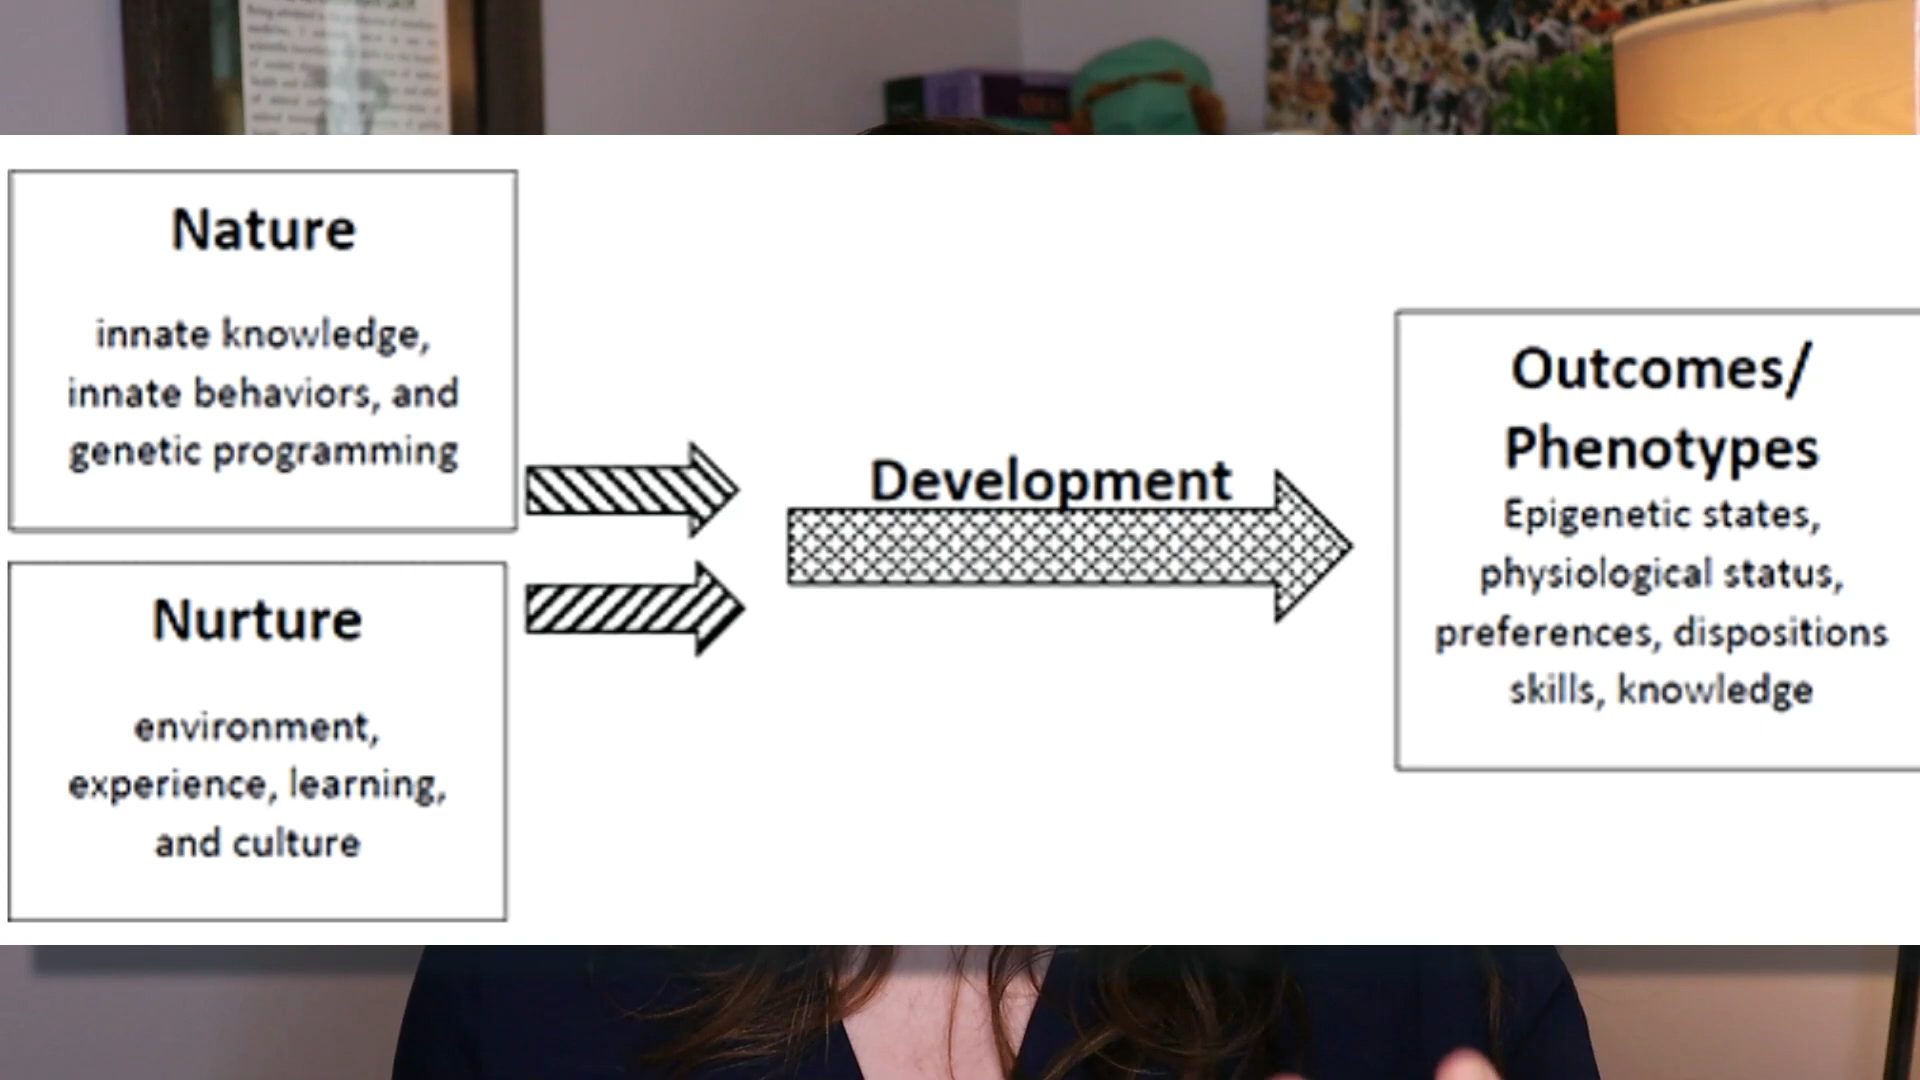 Nature
innate knowledge,
innate behaviors, and
genetic programming
Nurture
environment,
experience, learning,
and culture
Development
Outcomes/
Phenotypes
Epigenetic states,
physiological status,
preferences, dispositions
skills, knowledge